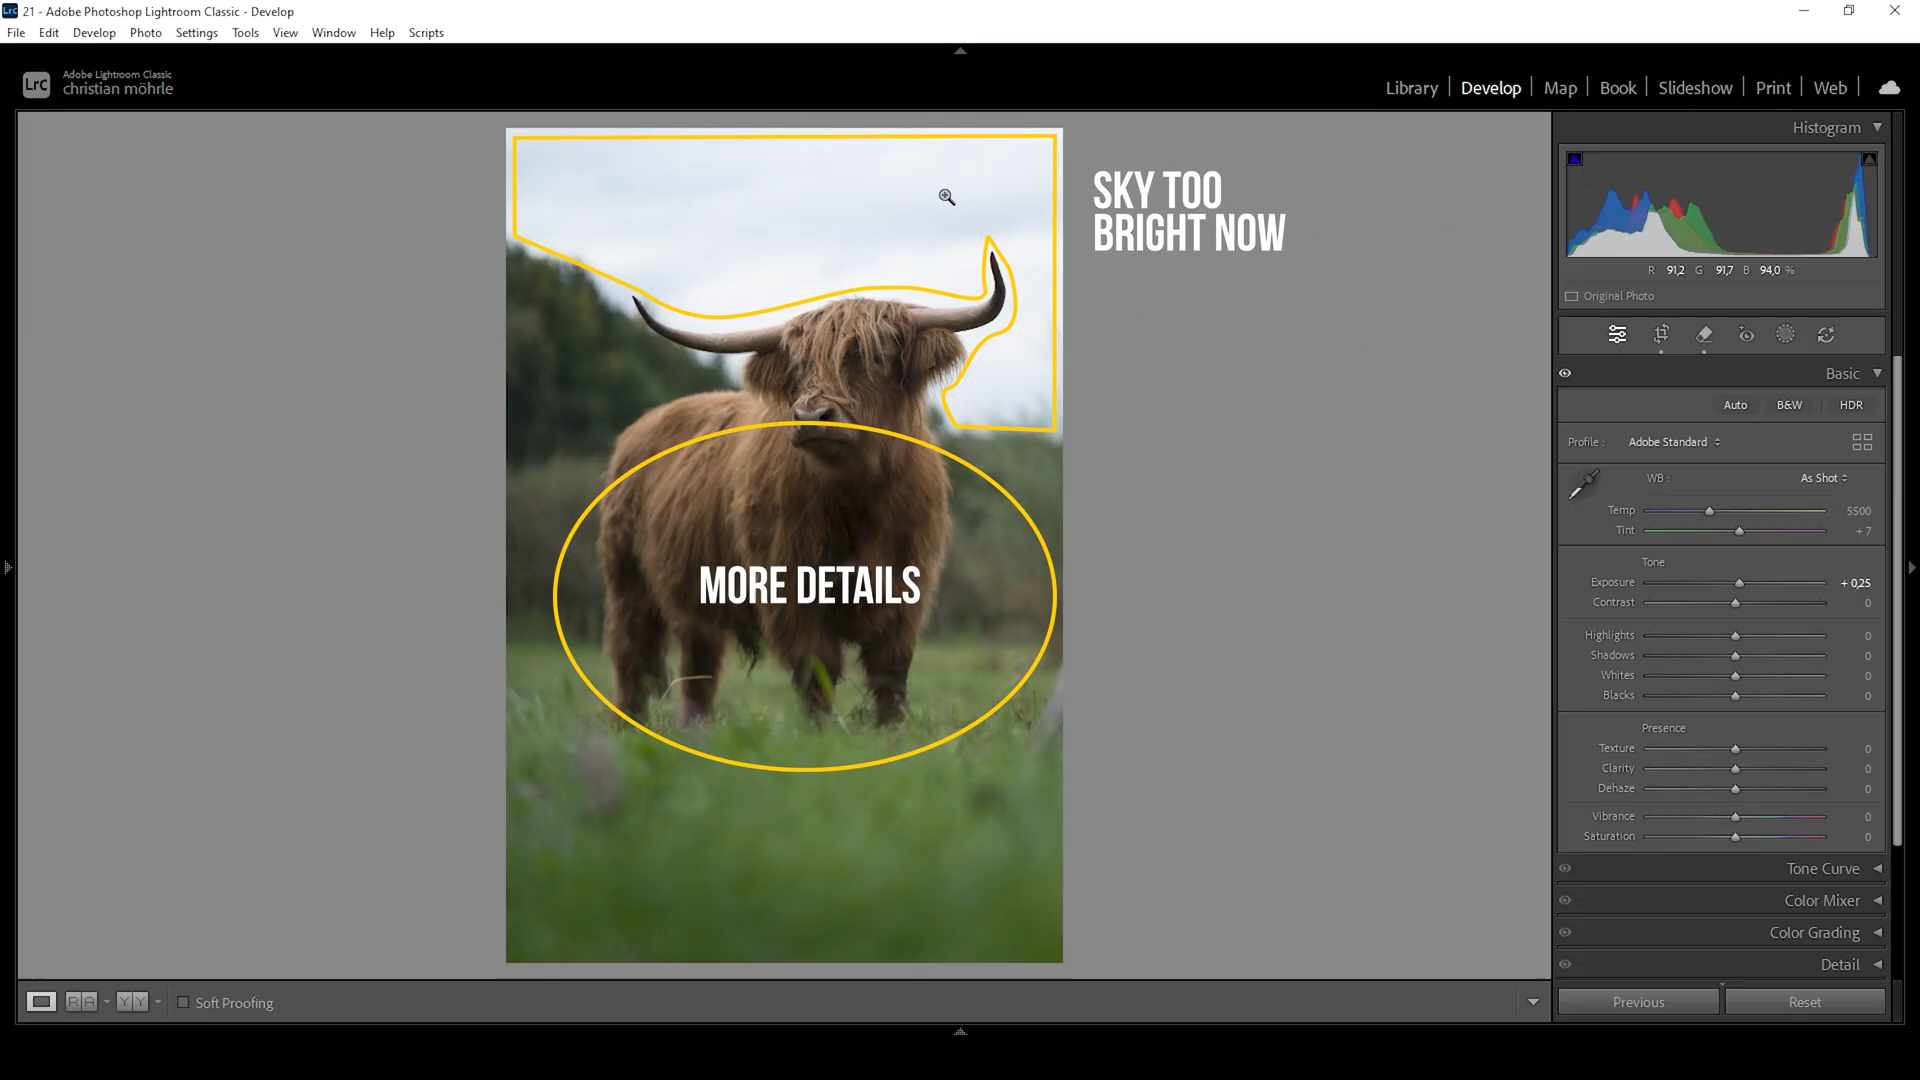 Lrc 21 - Adobe Photoshop Lightroom Classic - Develop
File Edit Develop Photo Settings Tools View Window Help Scripts
Lrc Adobe Lightroom Classic
christian möhrle
Library Develop Map Book Slideshow Print Web
SKY TOO
BRIGHT NOW
MORE DETAILS
Histogram
R 91,2 G 91,7 B 94,0 %
Original Photo
Basic
Auto B&W HDR
Profile : Adobe Standard
WB : As Shot
Temp 5500
Tint + 7
Tone
Exposure + 0,25
Contrast 0
Highlights 0
Shadows 0
Whites 0
Blacks 0
Presence
Texture 0
Clarity 0
Dehaze 0
Vibrance 0
Saturation 0
Tone Curve
Color Mixer
Color Grading
Detail
R A Y Y Soft Proofing
Previous Reset